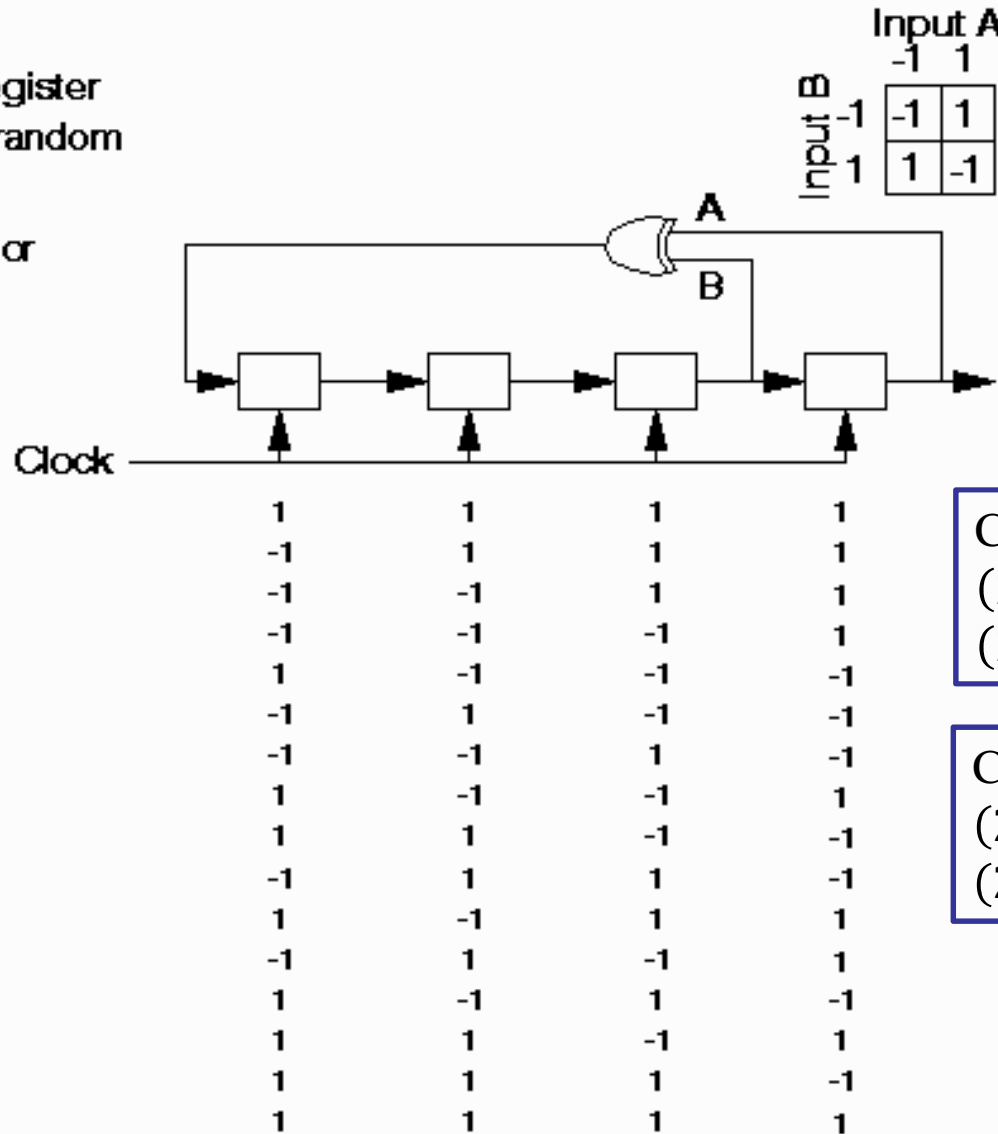 Input A
-1 1
gister
Input B
-1 -1 1
random
1 1 -1
A
or
B
Clock
1 1 1 1
-1 1 1 1
-1 -1 1 1
-1 -1 -1 1
1 -1 -1 -1
-1 1 -1 -1
-1 -1 1 -1
1 -1 -1 1
1 1 -1 -1
-1 1 1 -1
1 -1 1 1
-1 1 -1 1
1 -1 1 -1
1 1 -1 1
1 1 1 -1
1 1 1 1
C
(
(
C
(2
(2